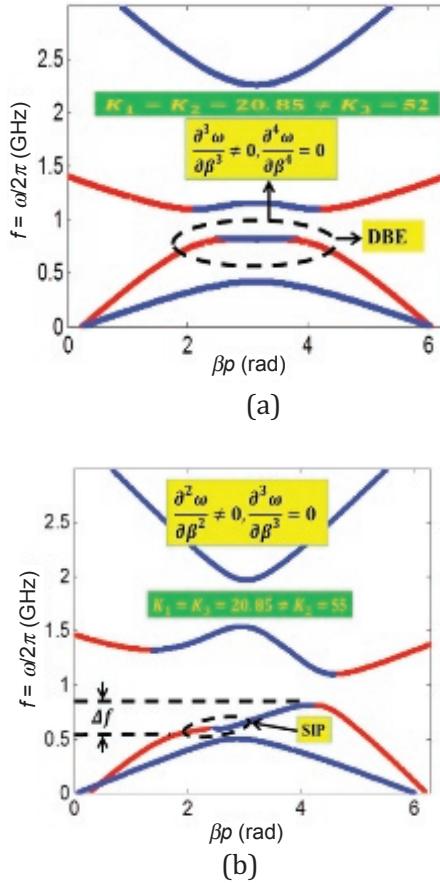 2.5
2
K₁ = K₂ = 20.85 ≠ K₃ = 52
∂³ω/∂β³ ≠ 0, ∂⁴ω/∂β⁴ = 0
1.5
1
DBE
0.5
0
f = ω/2π (GHz)
0 2 4 6
βp (rad)
(a)
2.5
∂²ω/∂β² ≠ 0, ∂³ω/∂β³ = 0
2
K₁ = K₃ = 20.85 ≠ K₂ = 55
1.5
1
Δf
SIP
0.5
0
f = ω/2π (GHz)
0 2 4 6
βp (rad)
(b)